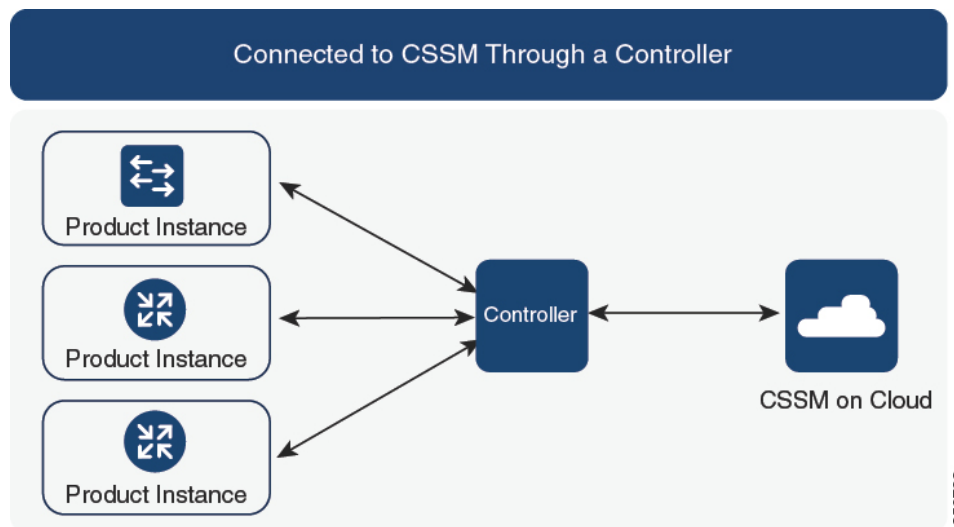 Connected to CSSM Through a Controller
Product Instance
Product Instance
Product Instance
Controller
CSSM on Cloud